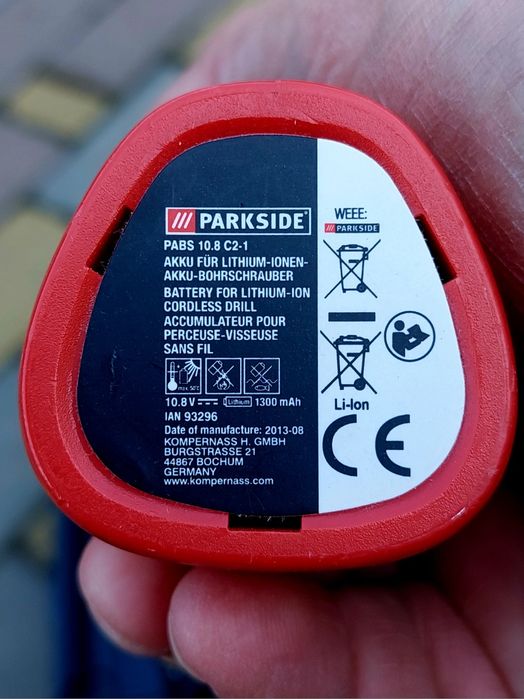 PARKSIDE®
PABS 10.8 C2-1
AKKU FÜR LITHIUM-IONEN-
AKKU-BOHRSCHRAUBER
BATTERY FOR LITHIUM-ION
CORDLESS DRILL
ACCUMULATEUR POUR
PERCEUSE-VISSEUSE
SANS FIL
max. 50°C
10.8 V Lithium 1300 mAh
IAN 93296
Date of manufacture: 2013-08
KOMPERNASS H. GMBH
BURGSTRASSE 21
44867 BOCHUM
GERMANY
www.kompernass.com
WEEE:
PARKSIDE
Li-Ion
CE